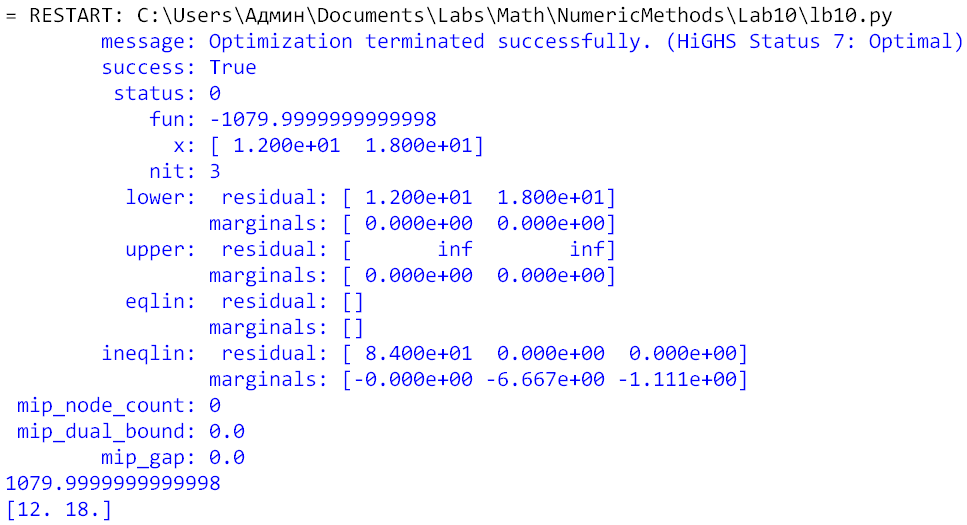 = RESTART: C:\Users\Админ\Documents\Labs\Math\NumericMethods\Lab10\lb10.py
        message: Optimization terminated successfully. (HiGHS Status 7: Optimal)
        success: True
         status: 0
            fun: -1079.9999999999998
              x: [ 1.200e+01  1.800e+01]
            nit: 3
          lower:  residual: [ 1.200e+01  1.800e+01]
                 marginals: [ 0.000e+00  0.000e+00]
          upper:  residual: [       inf        inf]
                 marginals: [ 0.000e+00  0.000e+00]
          eqlin:  residual: []
                 marginals: []
        ineqlin:  residual: [ 8.400e+01  0.000e+00  0.000e+00]
                 marginals: [-0.000e+00 -6.667e+00 -1.111e+00]
 mip_node_count: 0
 mip_dual_bound: 0.0
        mip_gap: 0.0
1079.9999999999998
[12. 18.]